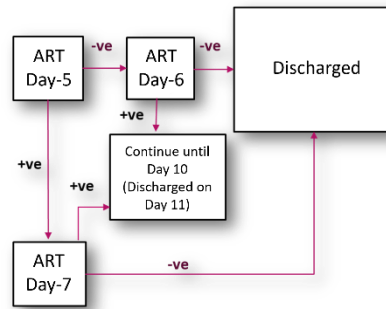 ART
Day-5
-ve
ART
Day-6
-ve
Discharged
+ve
+ve
Continue until
Day 10
(Discharged on
Day 11)
+ve
ART
Day-7
-ve